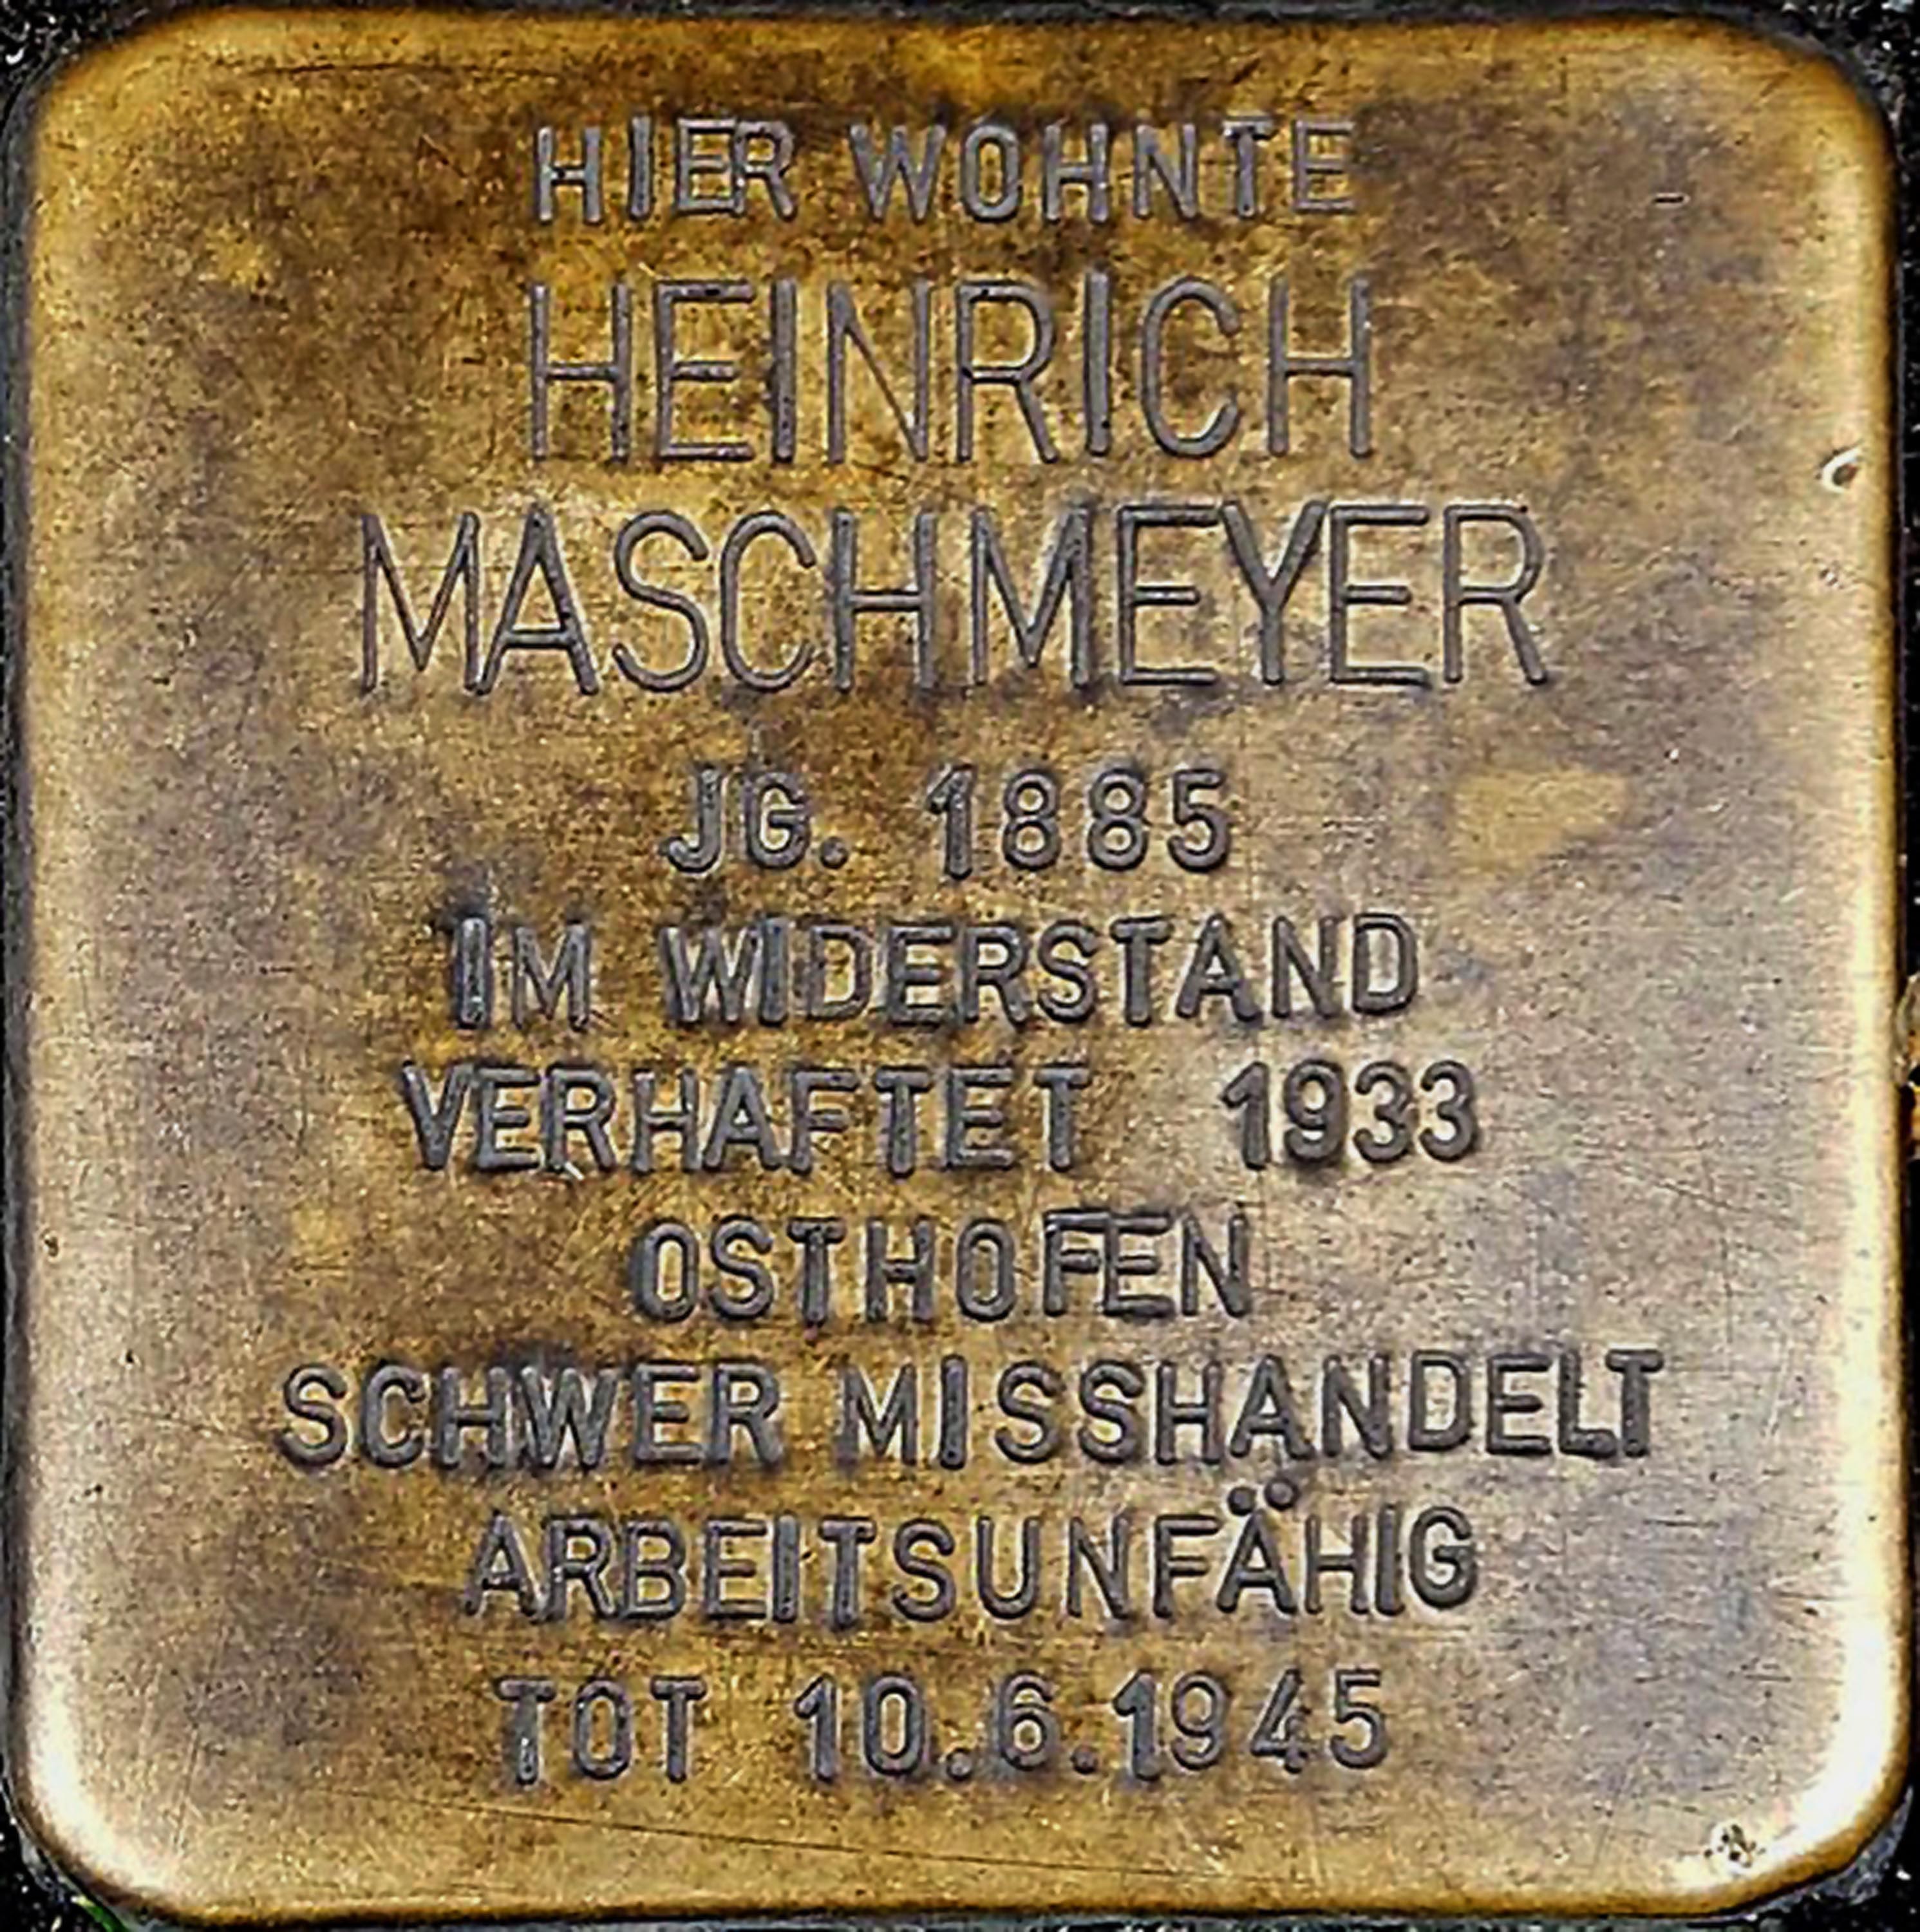 HIER WOHNTE
HEINRICH
MASCHMEYER
JG. 1885
IM WIDERSTAND
VERHAFTET 1933
OSTHOFEN
SCHWER MISSHANDELT
ARBEITSUNFÄHIG
TOT 10.6.1945